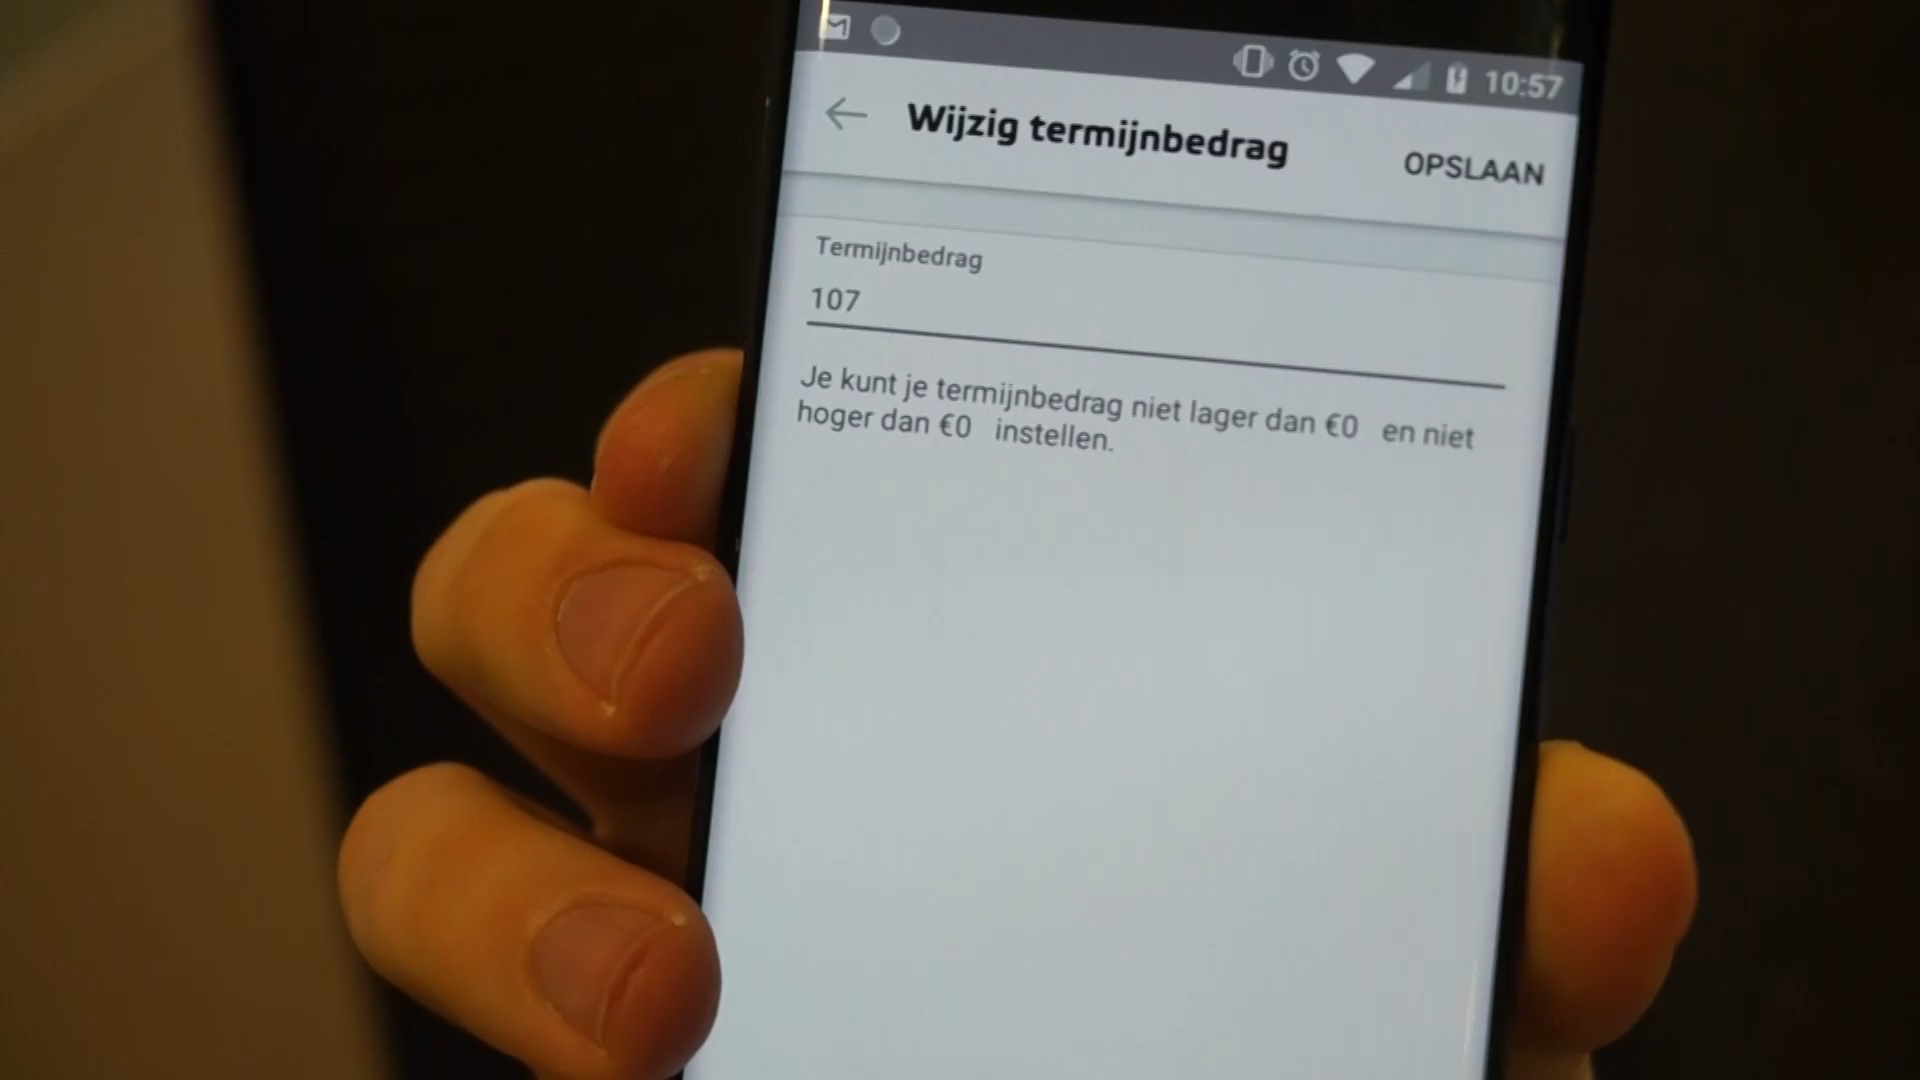 10:57
Wijzig termijnbedrag
OPSLAAN
Termijnbedrag
107
Je kunt je termijnbedrag niet lager dan €0 en niet
hoger dan €0 instellen.